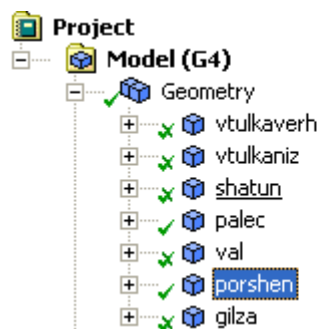 Project
Model (G4)
Geometry
vtulkaverh
vtulkaniz
shatun
palec
val
porshen
gilza